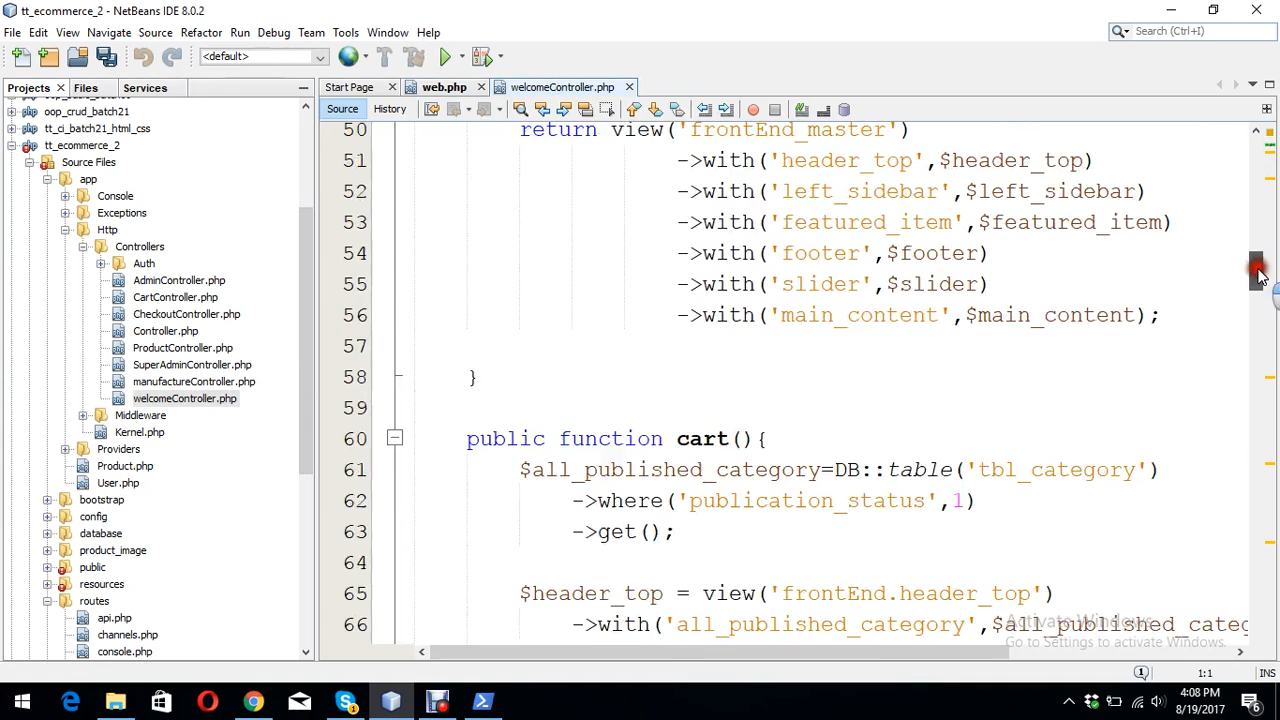 tt_ecommerce_2 - NetBeans IDE 8.0.2
File Edit View Navigate Source Refactor Run Debug Team Tools Window Help
Search (Ctrl+I)
<default>
Projects Files Services
Start Page web.php welcomeController.php
Source History
oop_crud_batch21
tt_ci_batch21_html_css
tt_ecommerce_2
Source Files
app
Console
Exceptions
Http
Controllers
Auth
AdminController.php
CartController.php
CheckoutController.php
Controller.php
ProductController.php
SuperAdminController.php
manufactureController.php
welcomeController.php
Middleware
Kernel.php
Providers
Product.php
User.php
bootstrap
config
database
product_image
public
resources
routes
api.php
channels.php
console.php
50 return view('frontEnd_master')
51 ->with('header_top',$header_top)
52 ->with('left_sidebar',$left_sidebar)
53 ->with('featured_item',$featured_item)
54 ->with('footer',$footer)
55 ->with('slider',$slider)
56 ->with('main_content',$main_content);
57
58 }
59
60 public function cart(){
61 $all_published_category=DB::table('tbl_category')
62 ->where('publication_status',1)
63 ->get();
64
65 $header_top = view('frontEnd.header_top')
66 ->with('all_published_category',$all_published_categ
Activate Windows
Go to Settings to activate Windows.
1 1:1 INS
4:08 PM
8/19/2017
6